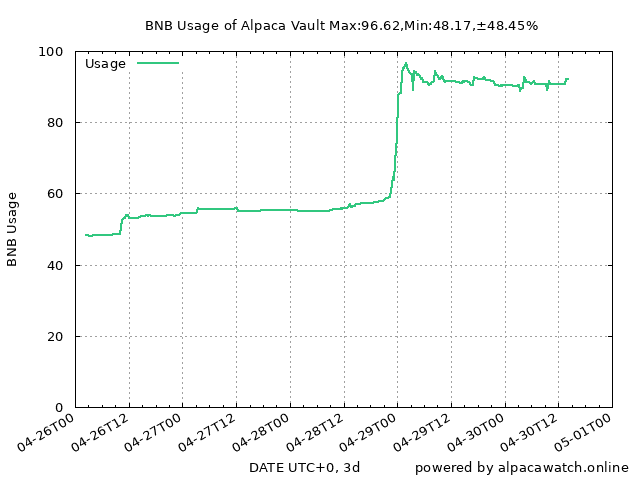 BNB Usage of Alpaca Vault Max:96.62,Min:48.17,±48.45%
Usage
100
80
60
40
20
0
BNB Usage
04-26T00
04-26T12
04-27T00
04-27T12
04-28T00
04-28T12
04-29T00
04-29T12
04-30T00
04-30T12
05-01T00
DATE UTC+0, 3d
powered by alpacawatch.online